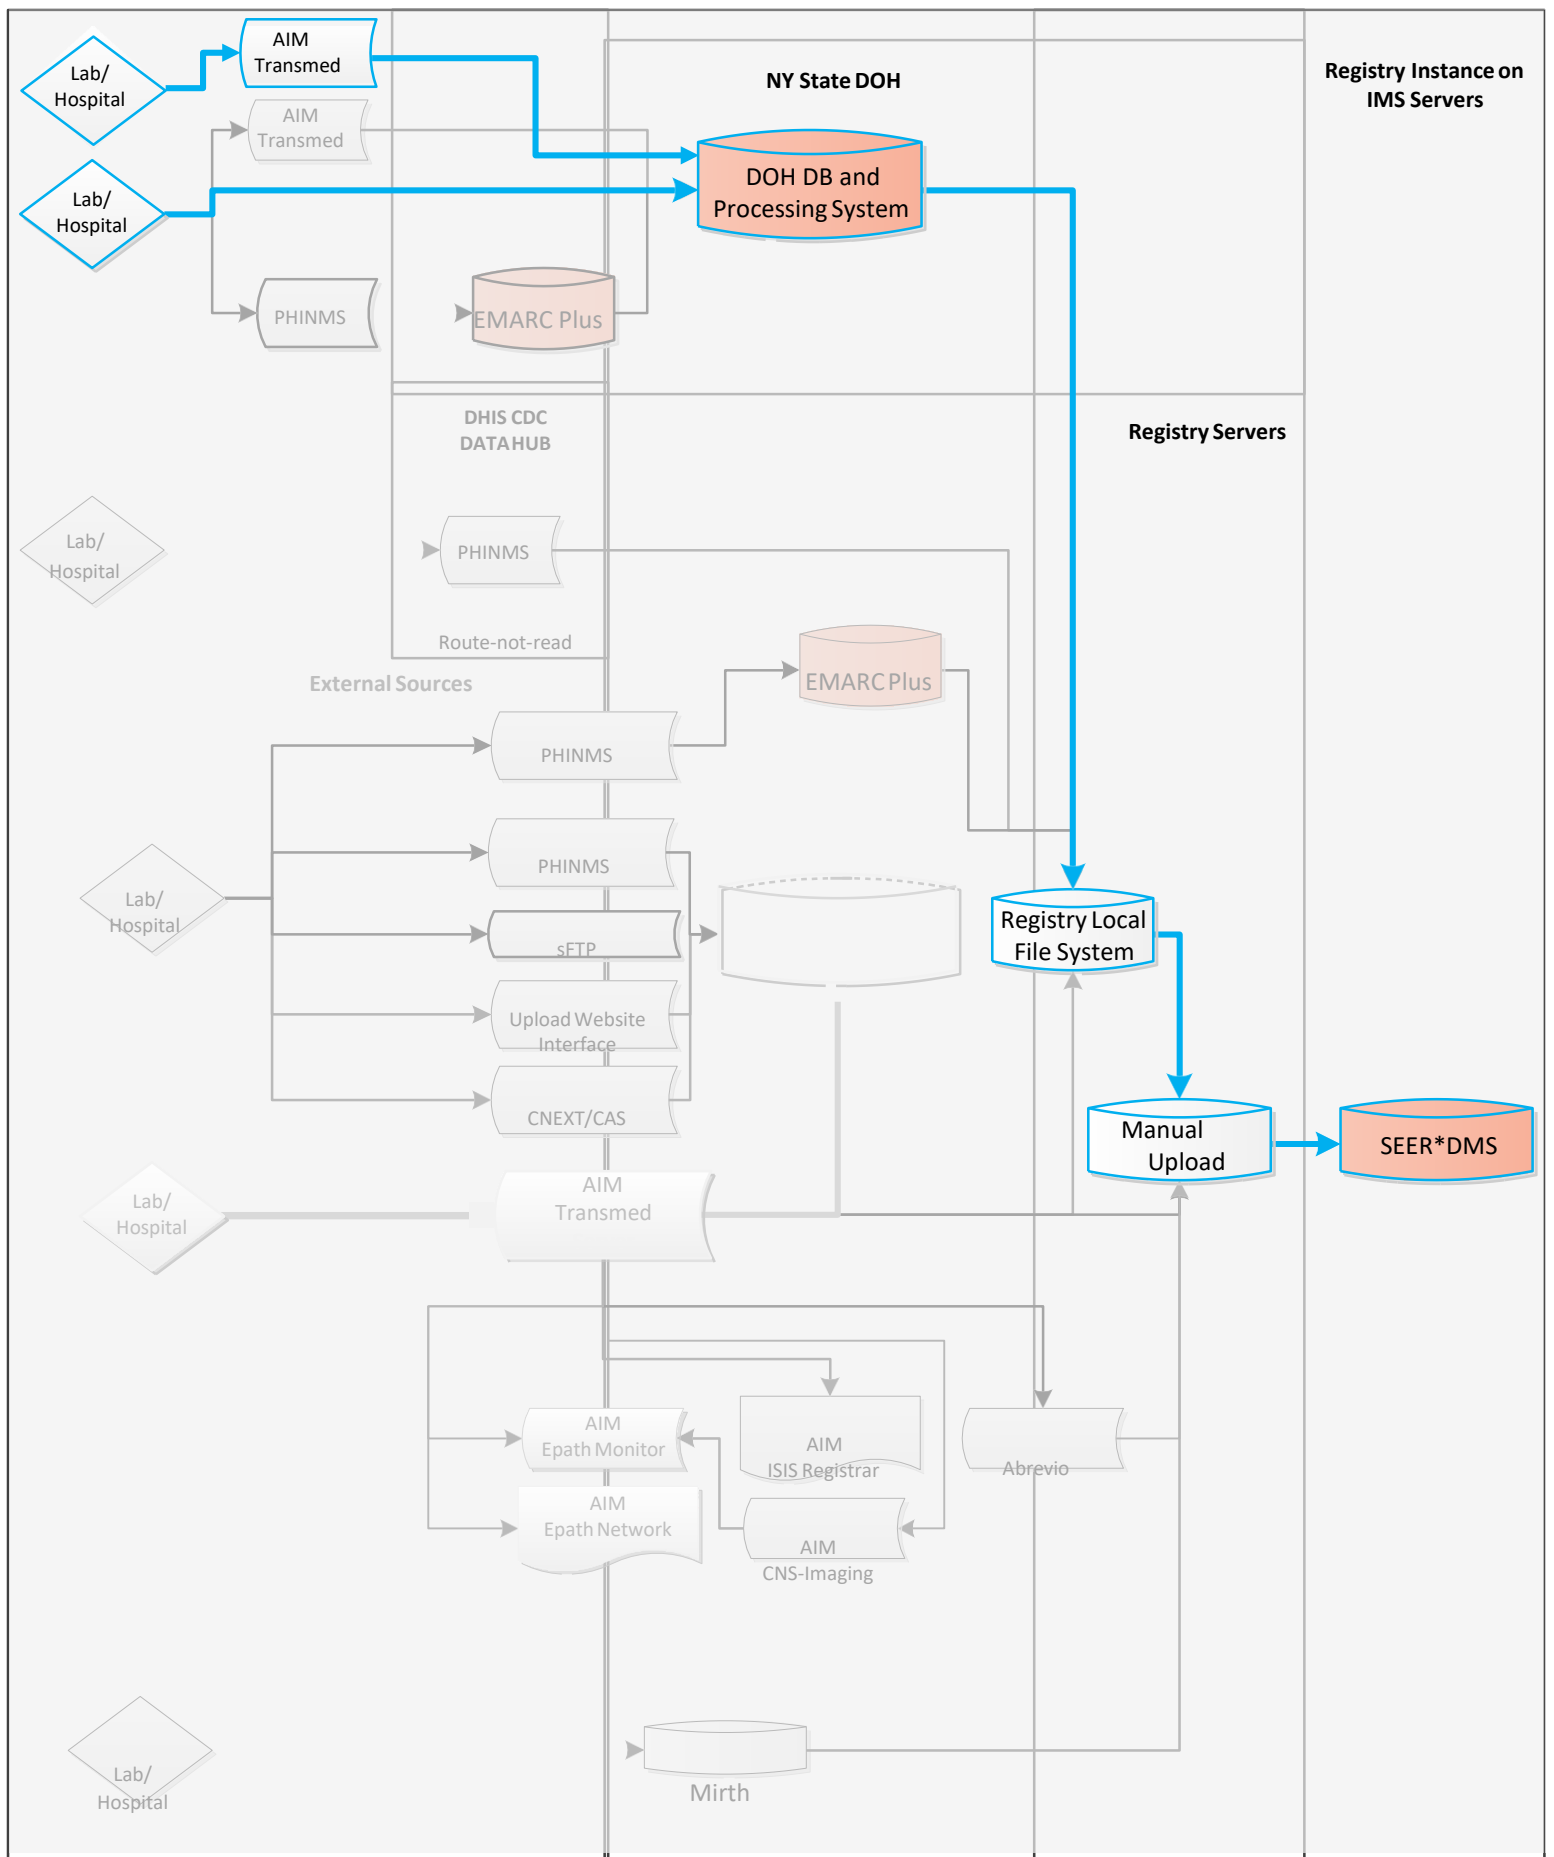 AIM
Transmed
Lab/
Hospital
NY State DOH
Registry Instance on
IMS Servers
AIM
Transmed
Lab/
Hospital
DOH DB and
Processing System
PHINMS
EMARC Plus
DHIS CDC
DATAHUB
Registry Servers
Lab/
Hospital
PHINMS
Route-not-read
External Sources
EMARC Plus
PHINMS
PHINMS
Lab/
Hospital
sFTP
Registry Local
File System
Upload Website
Interface
CNEXT/CAS
Manual
Upload
SEER*DMS
Lab/
Hospital
AIM
Transmed
AIM
Epath Monitor
AIM
ISIS Registrar
Abrevio
AIM
Epath Network
AIM
CNS-Imaging
Lab/
Hospital
Mirth